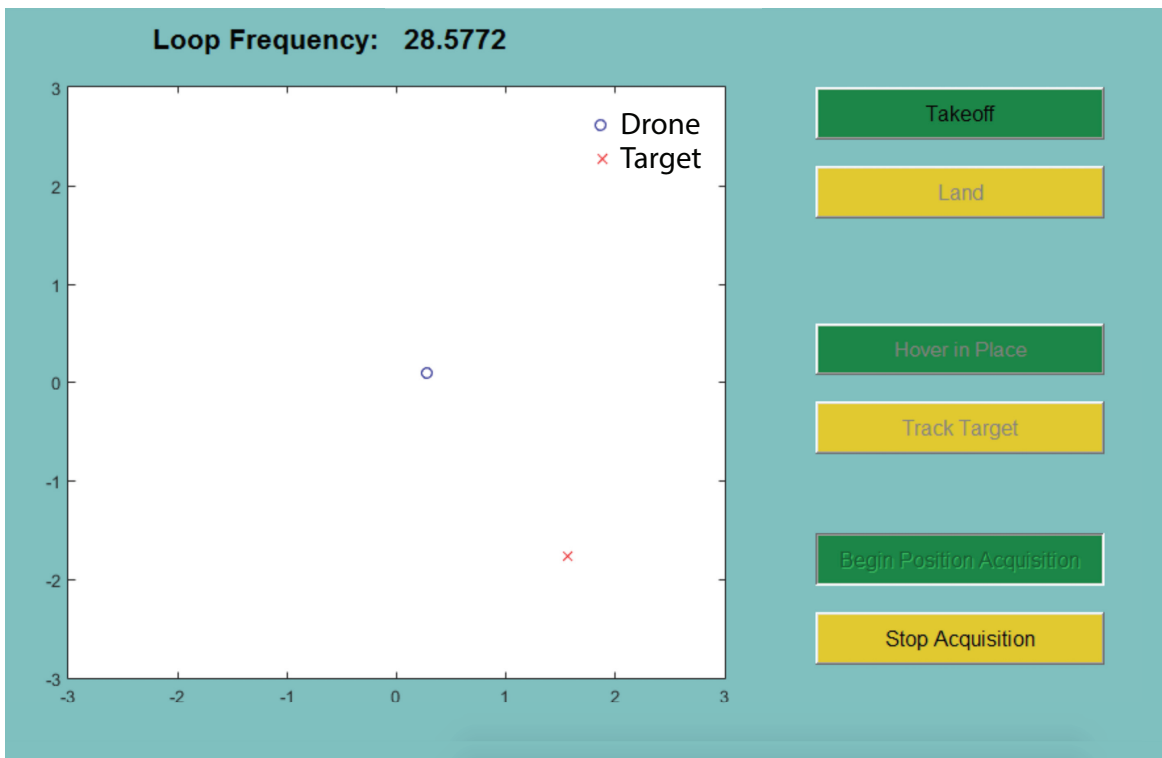 Loop Frequency: 28.5772
3
2
1
0
-1
-2
-3
-3 -2 -1 0 1 2 3
Drone
Target
Takeoff
Land
Hover in Place
Track Target
Begin Position Acquisition
Stop Acquisition